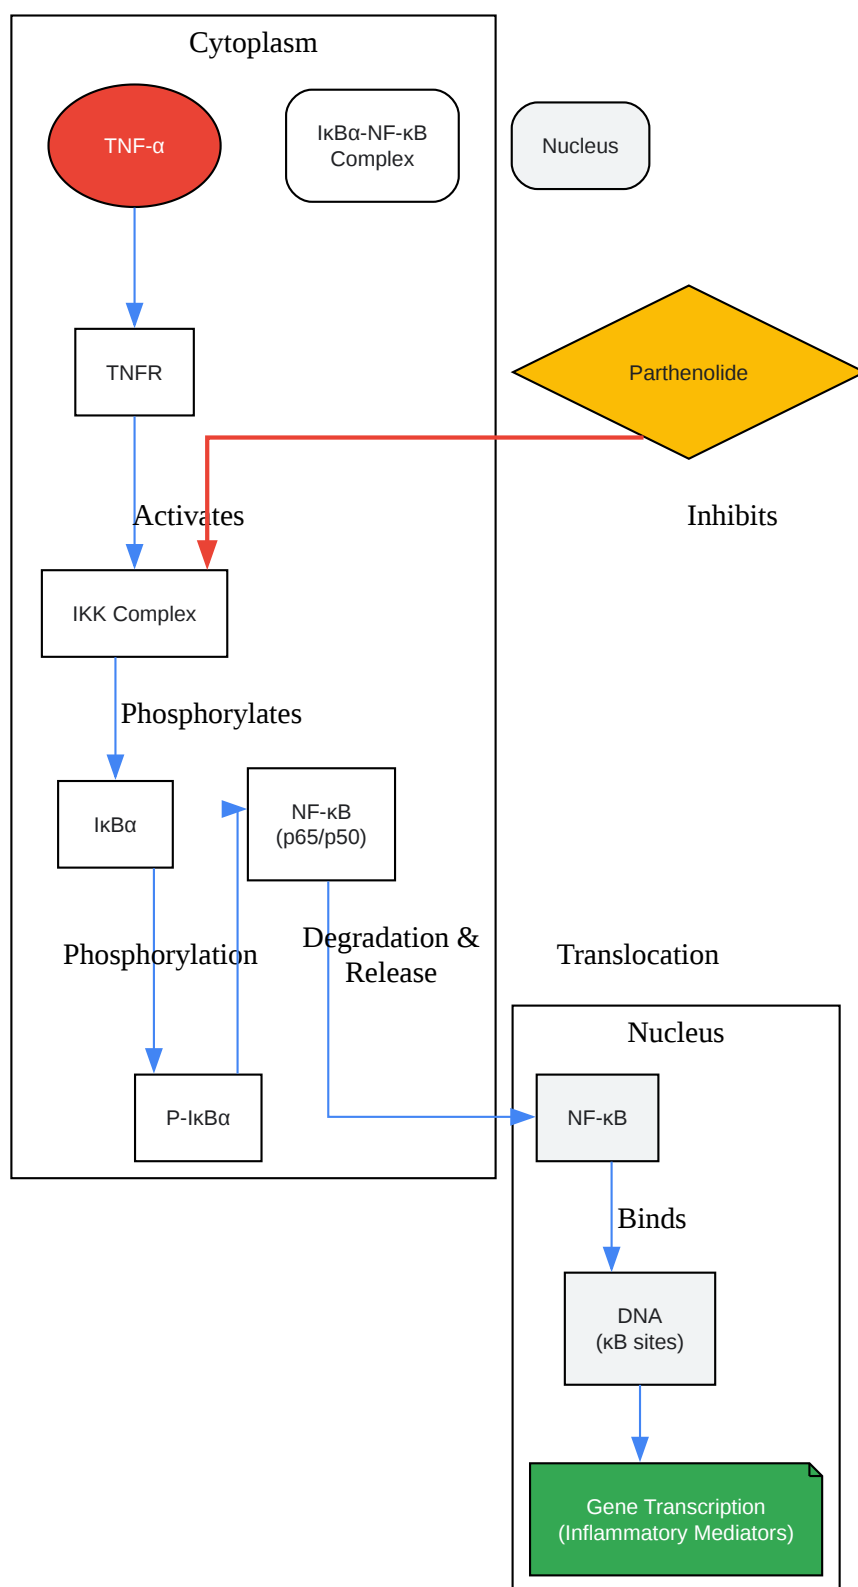 Cytoplasm
TNF-α
IκBα-NF-κB
Complex
Nucleus
TNFR
Parthenolide
Activates
Inhibits
IKK Complex
Phosphorylates
IκBα
NF-κB
(p65/p50)
Phosphorylation
Degradation &
Release
Translocation
Nucleus
P-IκBα
NF-κB
Binds
DNA
(κB sites)
Gene Transcription
(Inflammatory Mediators)